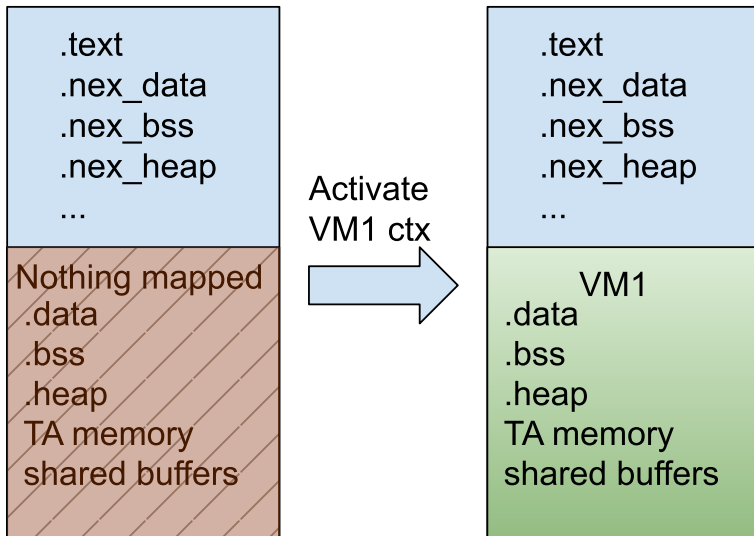 .text
.nex_data
.nex_bss
.nex_heap
...
Nothing mapped
.data
.bss
.heap
TA memory
shared buffers
Activate
VM1 ctx
.text
.nex_data
.nex_bss
.nex_heap
...
VM1
.data
.bss
.heap
TA memory
shared buffers